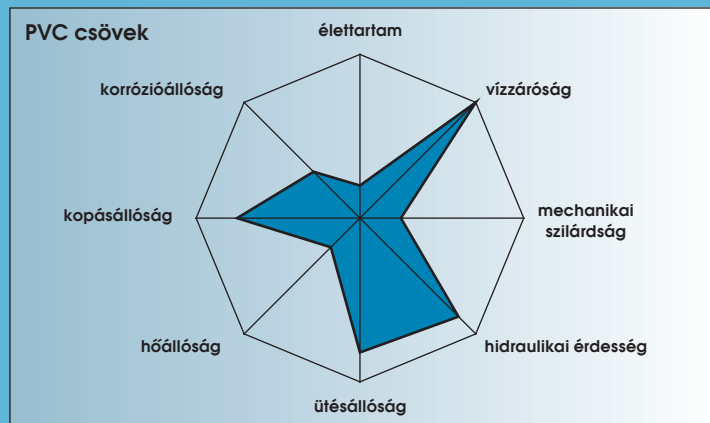 PVC csövek
élettartam
korrózióállóság
vízzáróság
kopásállóság
mechanikai
szilárdság
hőállóság
hidraulikai érdesség
ütésállóság